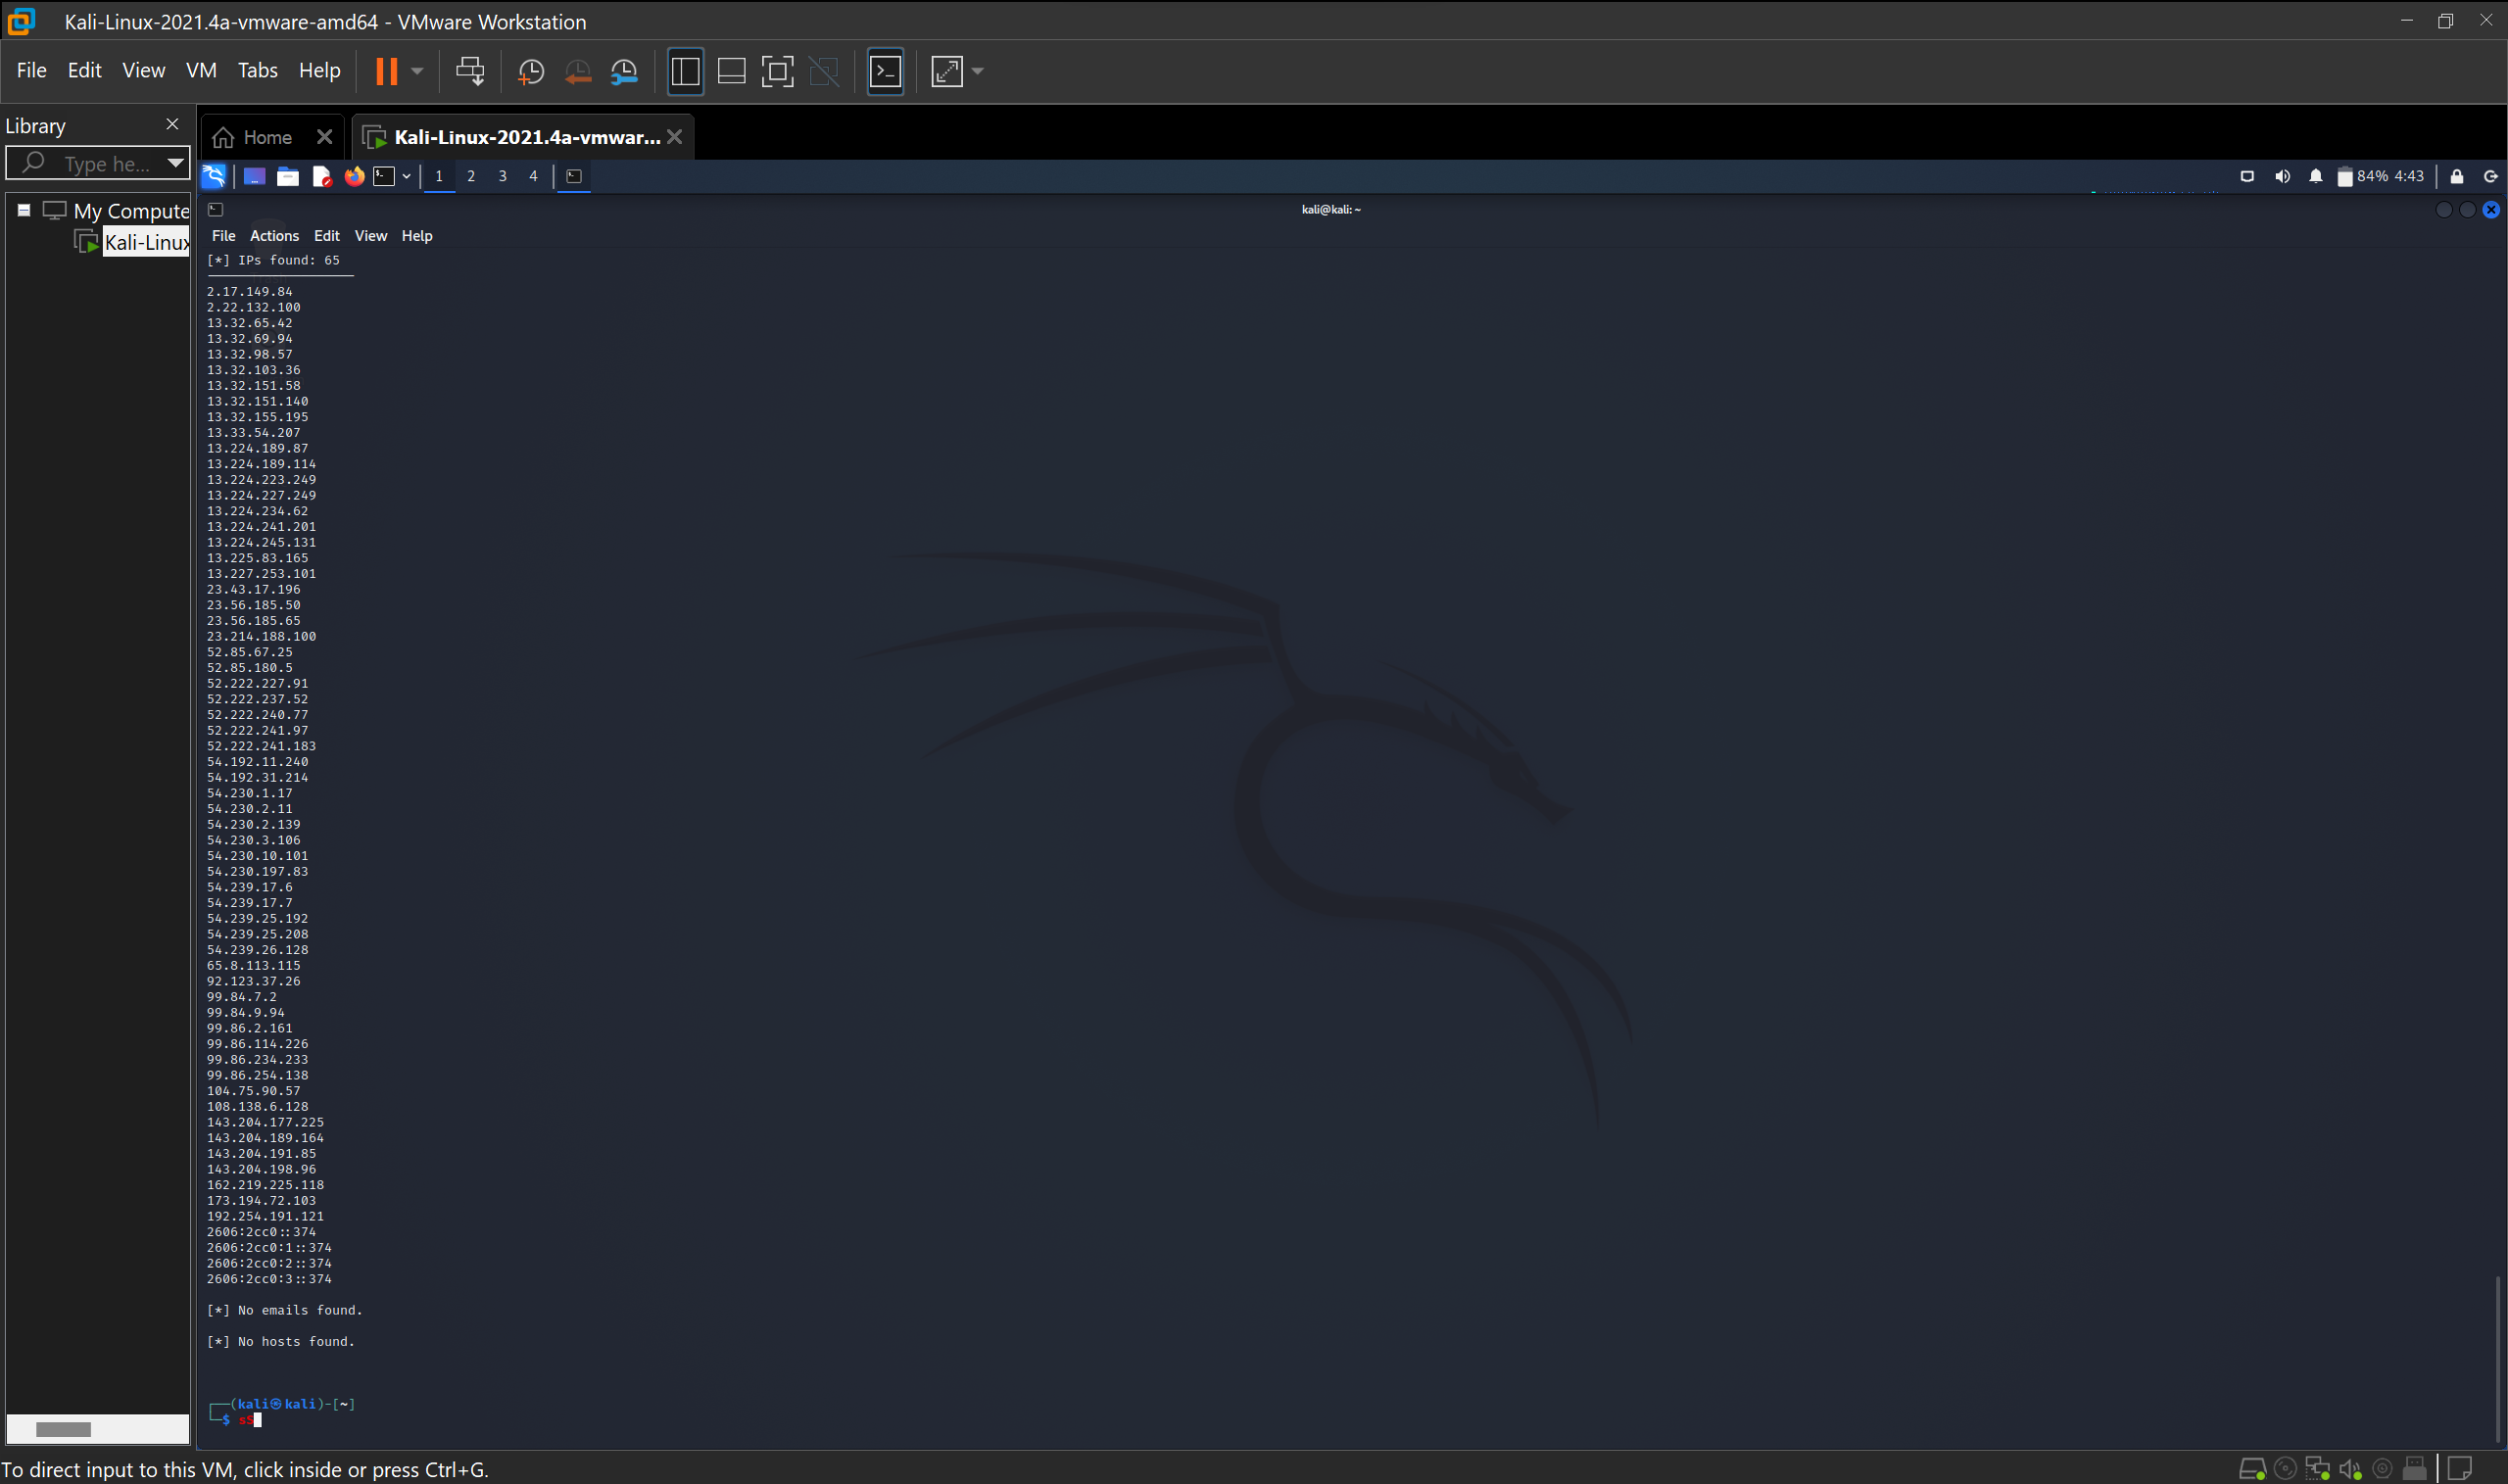 Kali-Linux-2021.4a-vmware-amd64 - VMware Workstation
File Edit View VM Tabs Help
Library
Type he...
My Compute
Kali-Linux
Home
Kali-Linux-2021.4a-vmwar...
1 2 3 4
84% 4:43
kali@kali: ~
File Actions Edit View Help
[*] IPs found: 65
2.17.149.84
2.22.132.100
13.32.65.42
13.32.69.94
13.32.98.57
13.32.103.36
13.32.151.58
13.32.151.140
13.32.155.195
13.33.54.207
13.224.189.87
13.224.189.114
13.224.223.249
13.224.227.249
13.224.234.62
13.224.241.201
13.224.245.131
13.225.83.165
13.227.253.101
23.43.17.196
23.56.185.50
23.56.185.65
23.214.188.100
52.85.67.25
52.85.180.5
52.222.227.91
52.222.237.52
52.222.240.77
52.222.241.97
52.222.241.183
54.192.11.240
54.192.31.214
54.230.1.17
54.230.2.11
54.230.2.139
54.230.3.106
54.230.10.101
54.230.197.83
54.239.17.6
54.239.17.7
54.239.25.192
54.239.25.208
54.239.26.128
65.8.113.115
92.123.37.26
99.84.7.2
99.84.9.94
99.86.2.161
99.86.114.226
99.86.234.233
99.86.254.138
104.75.90.57
108.138.6.128
143.204.177.225
143.204.189.164
143.204.191.85
143.204.198.96
162.219.225.118
173.194.72.103
192.254.191.121
2606:2cc0::374
2606:2cc0:1::374
2606:2cc0:2::374
2606:2cc0:3::374
[*] No emails found.
[*] No hosts found.
┌──(kali㉿kali)-[~]
└─$ sS
To direct input to this VM, click inside or press Ctrl+G.